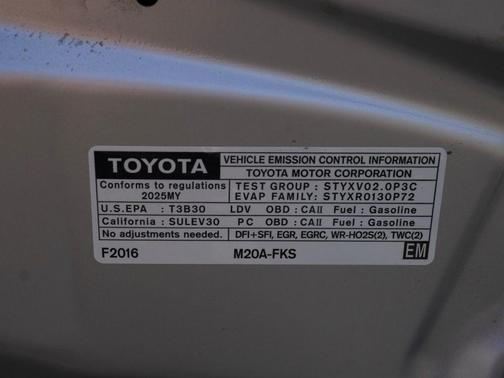 TOYOTA
VEHICLE EMISSION CONTROL INFORMATION
TOYOTA MOTOR CORPORATION
Conforms to regulations
2025MY
TEST GROUP : STYXV02.0P3C
EVAP FAMILY: STYXR0130P72
U.S.EPA : T3B30 LDV OBD : CAII Fuel : Gasoline
California : SULEV30 PC OBD : CAII Fuel : Gasoline
No adjustments needed. DFI+SFI, EGR, EGRC, WR-HO2S(2), TWC(2)
F2016 M20A-FKS EM